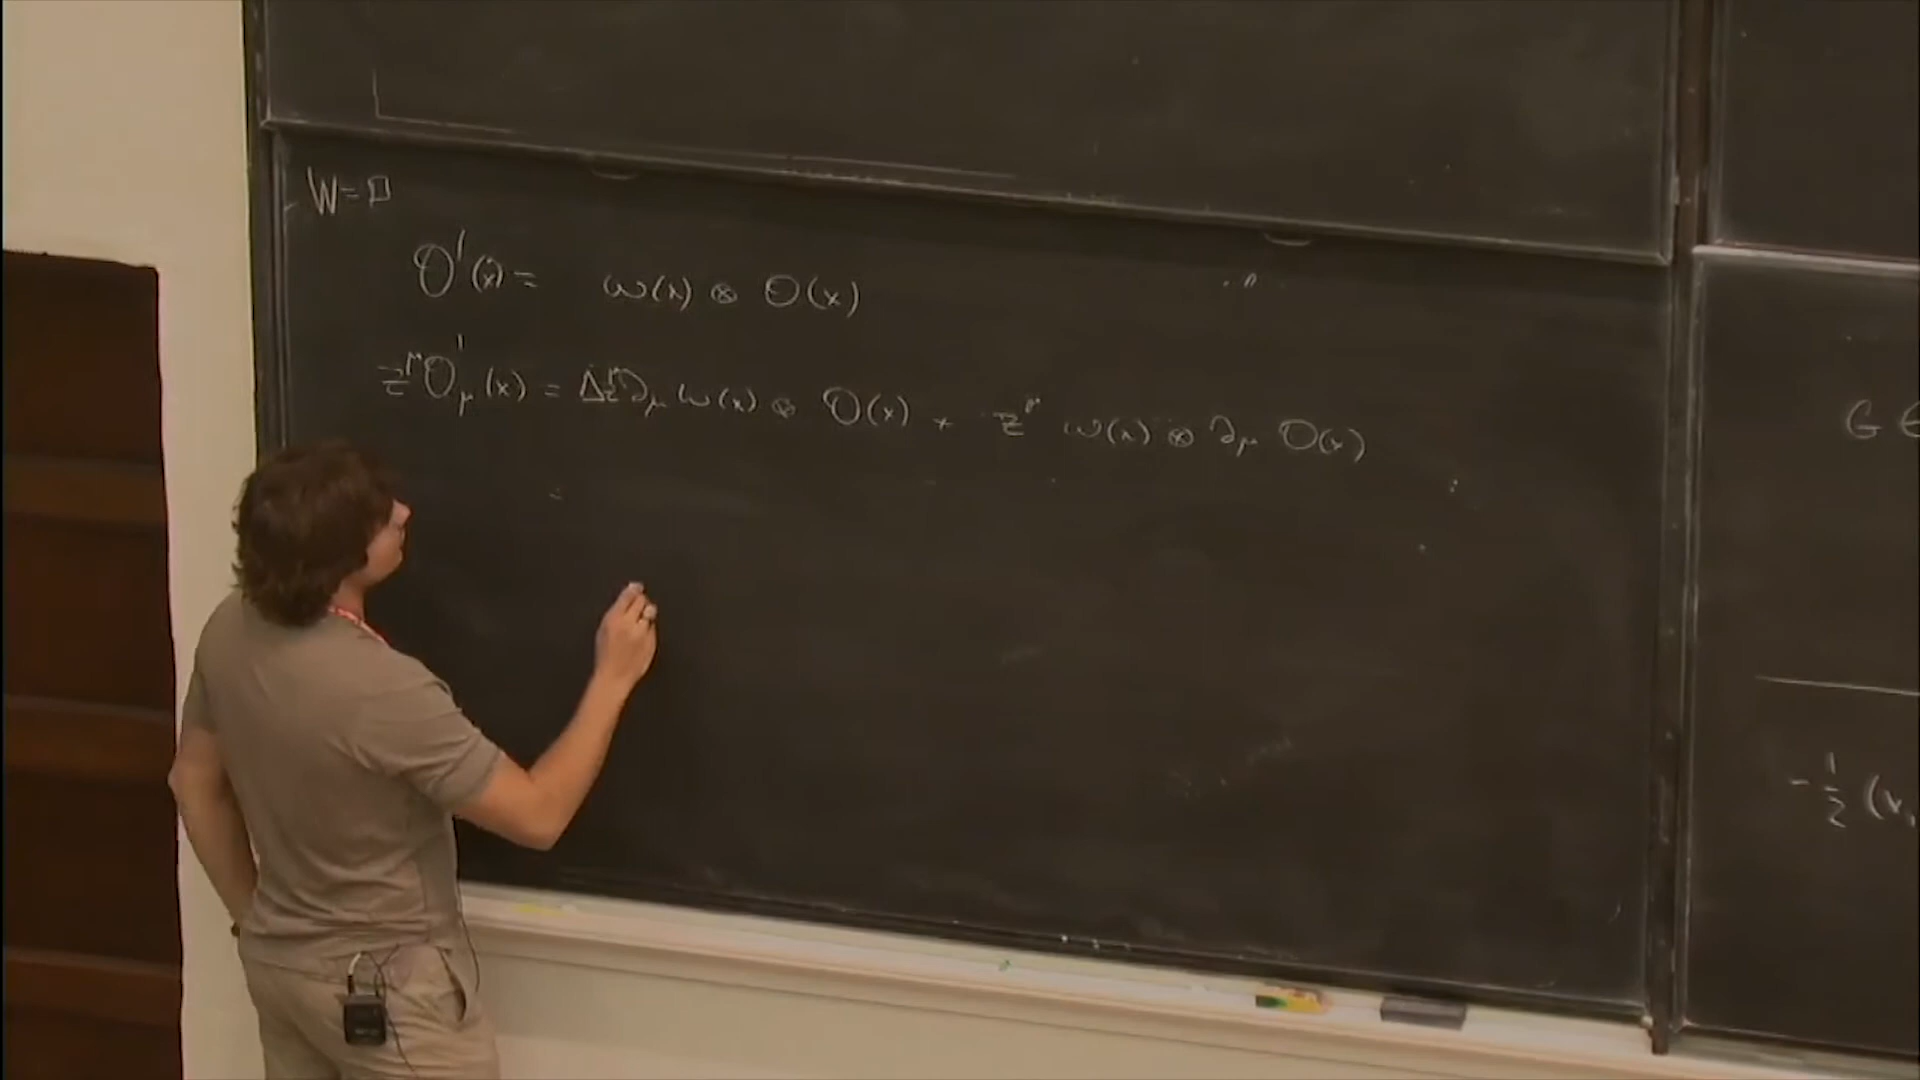 W=□
O'(x) = ω(x) ⊗ O(x)
z^μ O'_μ(x) = Δz^μ ∂_μ ω(x) ⊗ O(x) + z^μ ω(x) ⊗ ∂_μ O(x)
=
G ∈
-1/2 (x,